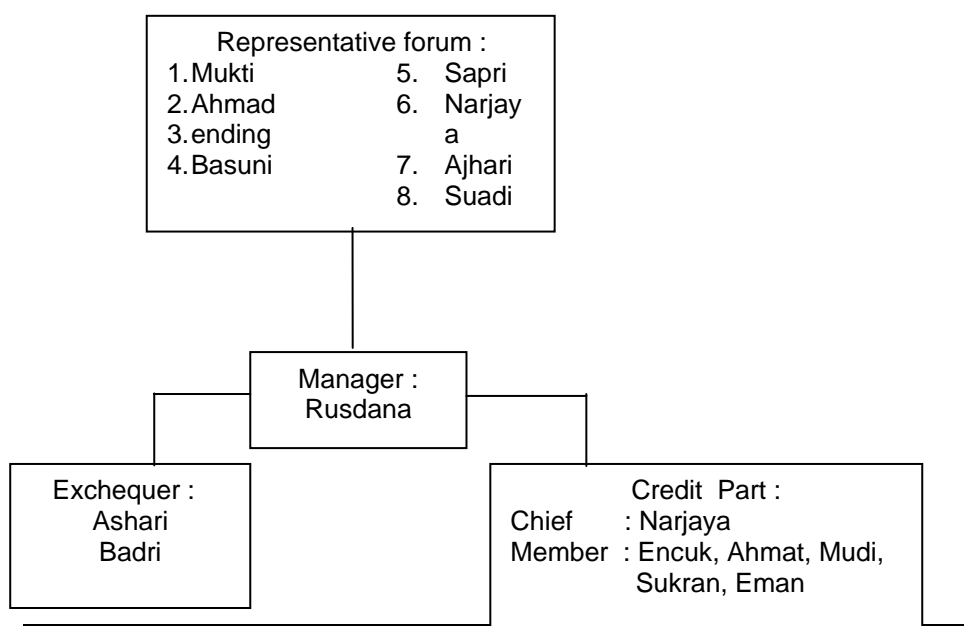 Representative forum :
1. Mukti
2. Ahmad
3. ending
4. Basuni
5. Sapri
6. Narjay
a
7. Ajhari
8. Suadi
Manager :
Rusdana
Exchequer :
Ashari
Badri
Credit Part :
Chief : Narjaya
Member : Encuk, Ahmat, Mudi,
Sukran, Eman